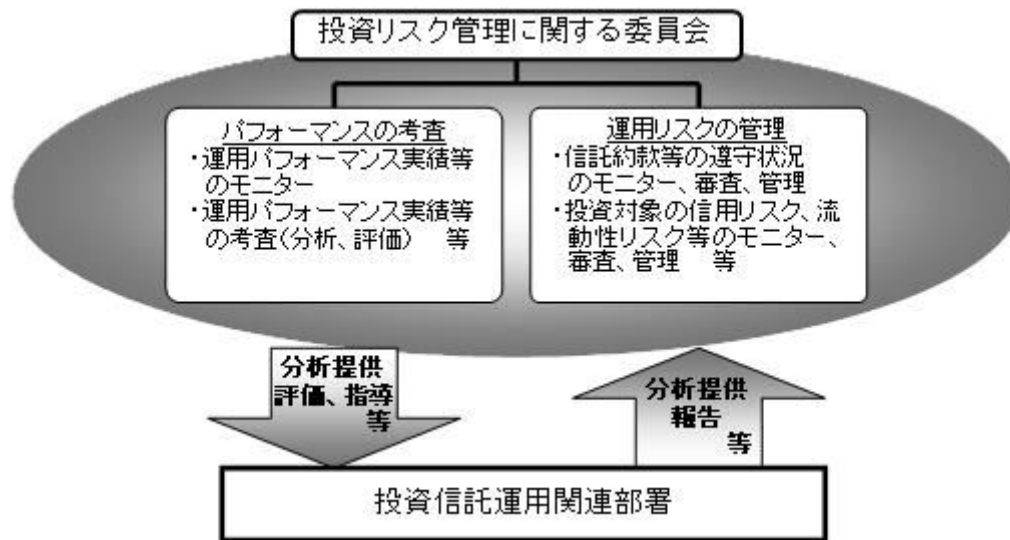 投資リスク管理に関する委員会
パフォーマンスの考査
・運用パフォーマンス実績等
のモニター
・運用パフォーマンス実績等
の考査(分析、評価) 等
運用リスクの管理
・信託約款等の遵守状況
のモニター、審査、管理
・投資対象の信用リスク、流
動性リスク等のモニター、
審査、管理 等
分析提供
評価、指導
等
分析提供
報告
等
投資信託運用関連部署